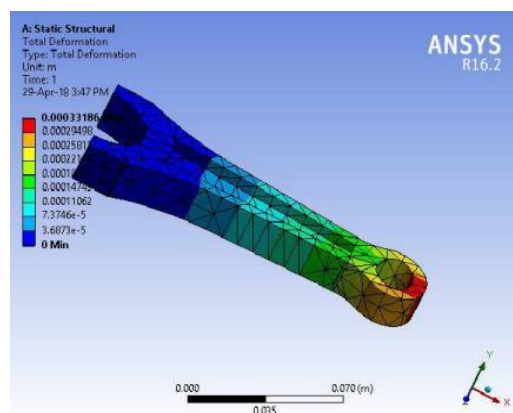 A: Static Structural
Total Deformation
Type: Total Deformation
Unit: m
Time: 1
29-Apr-18 3:47 PM
ANSYS
R16.2
0.00033186
0.00029498
0.00011062
7.3746e-5
3.6873e-5
0 Min
0.000
0.070 (m)
0.035
Y
Z
X